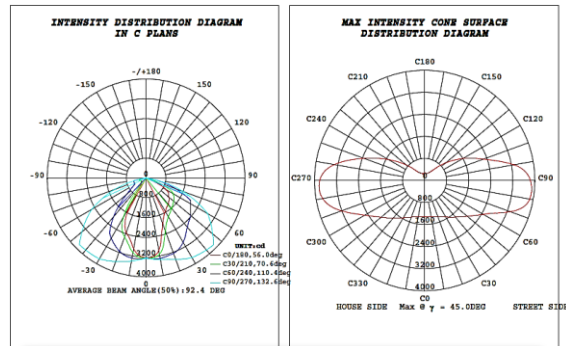 INTENSITY DISTRIBUTION DIAGRAM
IN C PLANS
-/+180
-150
150
-120
120
-90
90
-60
60
-30
30
0
0
800
1600
2400
3200
4000
UNIT:cd
C0/180,56.0deg
C30/210,70.6deg
C60/240,110.4deg
C90/270,132.6deg
AVERAGE BEAM ANGLE(50%):92.4 DEG
MAX INTENSITY CONE SURFACE
DISTRIBUTION DIAGRAM
C180
C210
C150
C240
C120
C270
C90
C300
C60
C330
C30
C0
0
800
1600
2400
3200
4000
HOUSE SIDE Max @ γ = 45.0DEG STREET SIDE